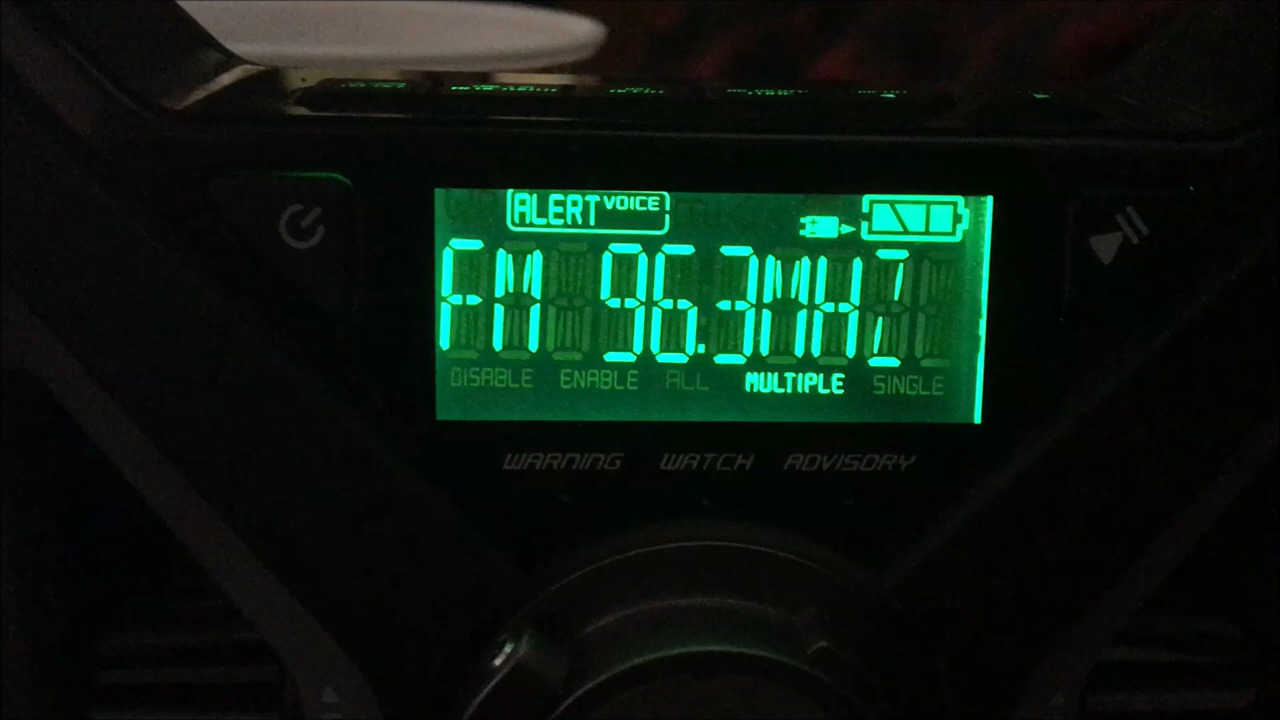 ALERT VOICE
FM 96.3MHZ
DISABLE ENABLE ALL MULTIPLE SINGLE
WARNING WATCH ADVISORY